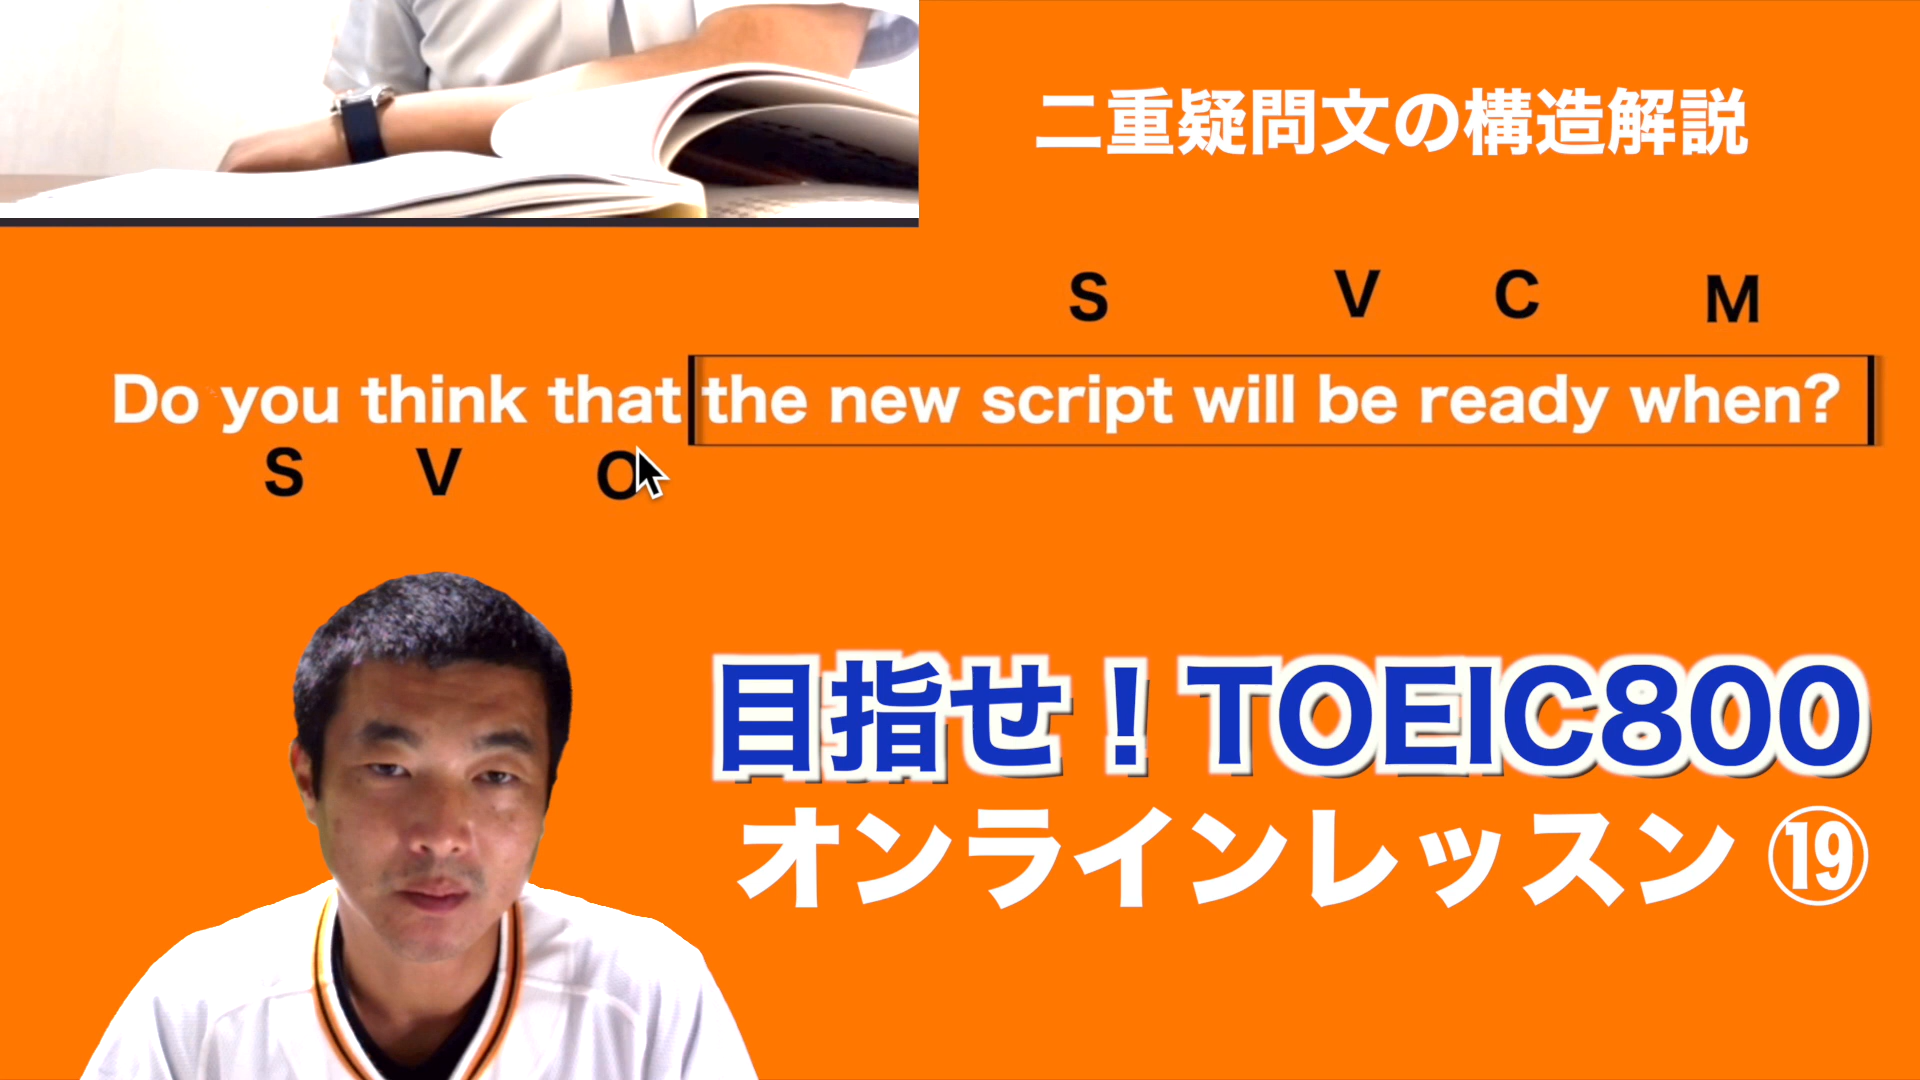 二重疑問文の構造解説
S V C M
Do you think that the new script will be ready when?
S V O
目指せ！TOEIC800
オンラインレッスン ⑲